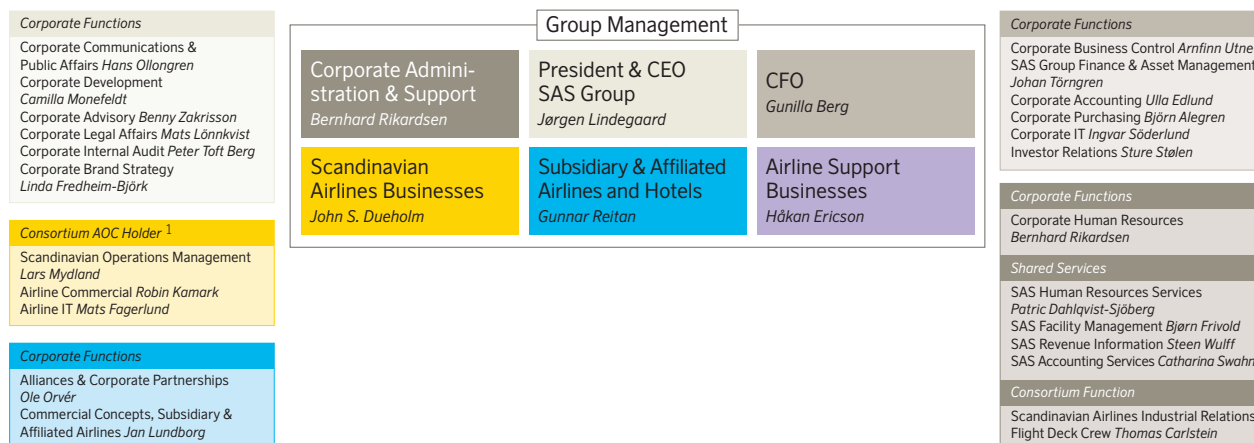 Corporate Functions
Corporate Communications &
Public Affairs Hans Ollongren
Corporate Development
Camilla Monefeldt
Corporate Advisory Benny Zakrisson
Corporate Legal Affairs Mats Lönnkvist
Corporate Internal Audit Peter Toft Berg
Corporate Brand Strategy
Linda Fredheim-Björk
Consortium AOC Holder 1
Scandinavian Operations Management
Lars Mydland
Airline Commercial Robin Kamark
Airline IT Mats Fagerlund
Corporate Functions
Alliances & Corporate Partnerships
Ole Orvér
Commercial Concepts, Subsidiary &
Affiliated Airlines Jan Lundborg
Group Management
Corporate Admini-
stration & Support
Bernhard Rikardsen
President & CEO
SAS Group
Jørgen Lindegaard
CFO
Gunilla Berg
Scandinavian
Airlines Businesses
John S. Dueholm
Subsidiary & Affiliated
Airlines and Hotels
Gunnar Reitan
Airline Support
Businesses
Håkan Ericson
Corporate Functions
Corporate Business Control Arnfinn Utne
SAS Group Finance & Asset Management
Johan Törngren
Corporate Accounting Ulla Edlund
Corporate Purchasing Björn Alegren
Corporate IT Ingvar Söderlund
Investor Relations Sture Stølen
Corporate Functions
Corporate Human Resources
Bernhard Rikardsen
Shared Services
SAS Human Resources Services
Patric Dahlqvist-Sjöberg
SAS Facility Management Bjørn Frivold
SAS Revenue Information Steen Wulff
SAS Accounting Services Catharina Swahn
Consortium Function
Scandinavian Airlines Industrial Relations
Flight Deck Crew Thomas Carlstein